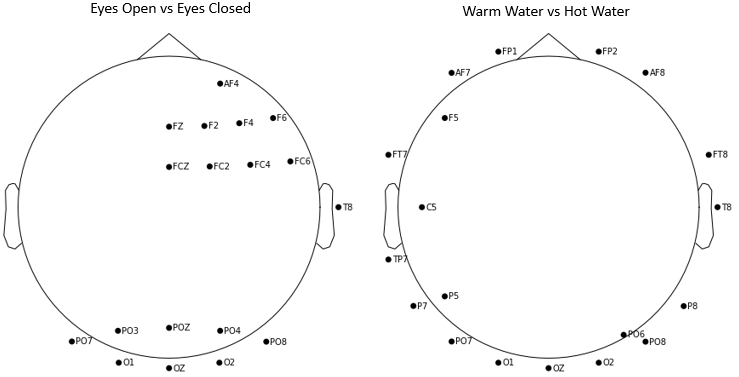 Eyes Open vs Eyes Closed
AF4
F6
F4
F2
FZ
FC6
FC4
FC2
FCZ
T8
POZ
PO3
PO4
PO7
PO8
O1
O2
OZ
Warm Water vs Hot Water
FP1
FP2
AF7
AF8
F5
FT7
FT8
C5
T8
TP7
P5
P7
P8
PO6
PO7
PO8
O1
O2
OZ